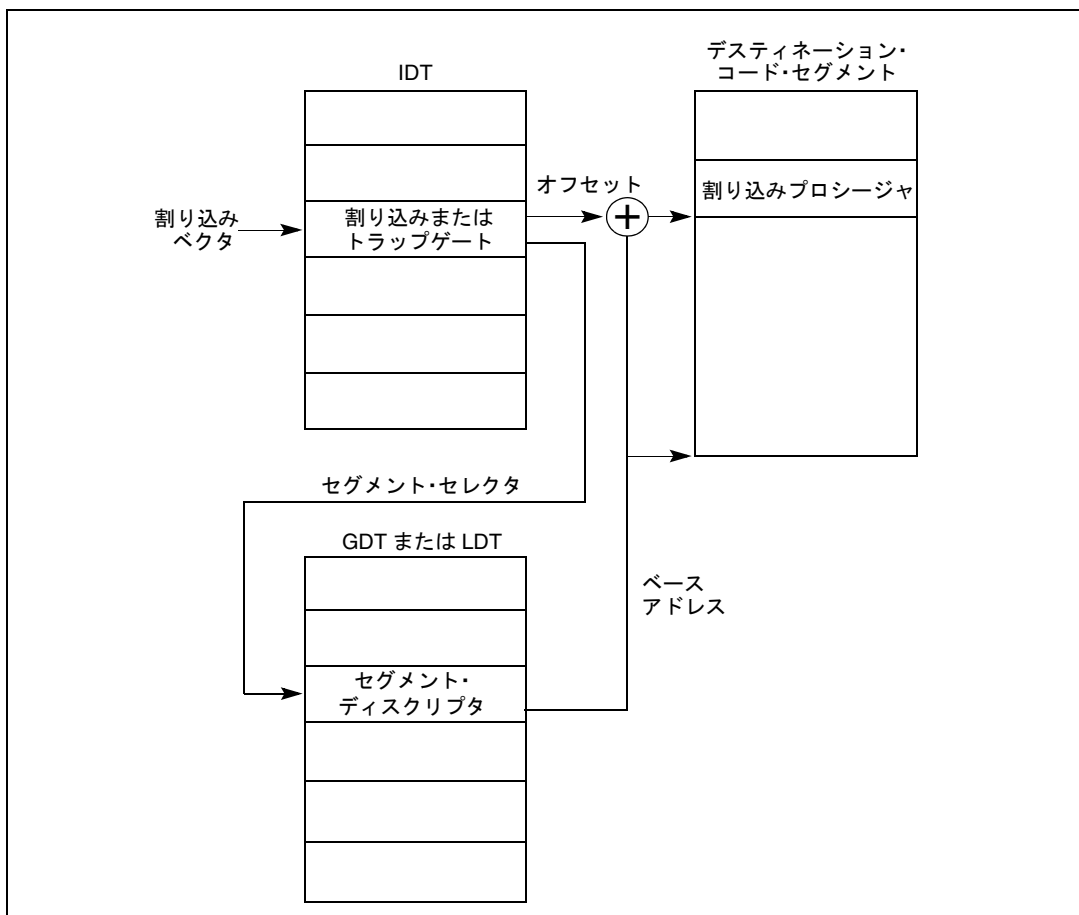 IDT
デスティネーション・
コード・セグメント
割り込み
ベクタ
割り込みまたは
トラップゲート
オフセット
+
割り込みプロシージャ
セグメント・セレクタ
GDT または LDT
ベース
アドレス
セグメント・
ディスクリプタ